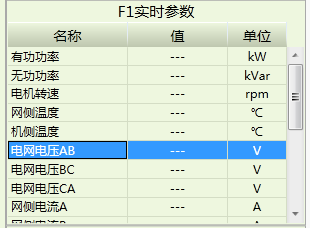 F1实时参数
名称 值 单位
有功功率 --- kW
无功功率 --- kVar
电机转速 --- rpm
网侧温度 --- ℃
机侧温度 --- ℃
电网电压AB --- V
电网电压BC --- V
电网电压CA --- V
网侧电流A --- A